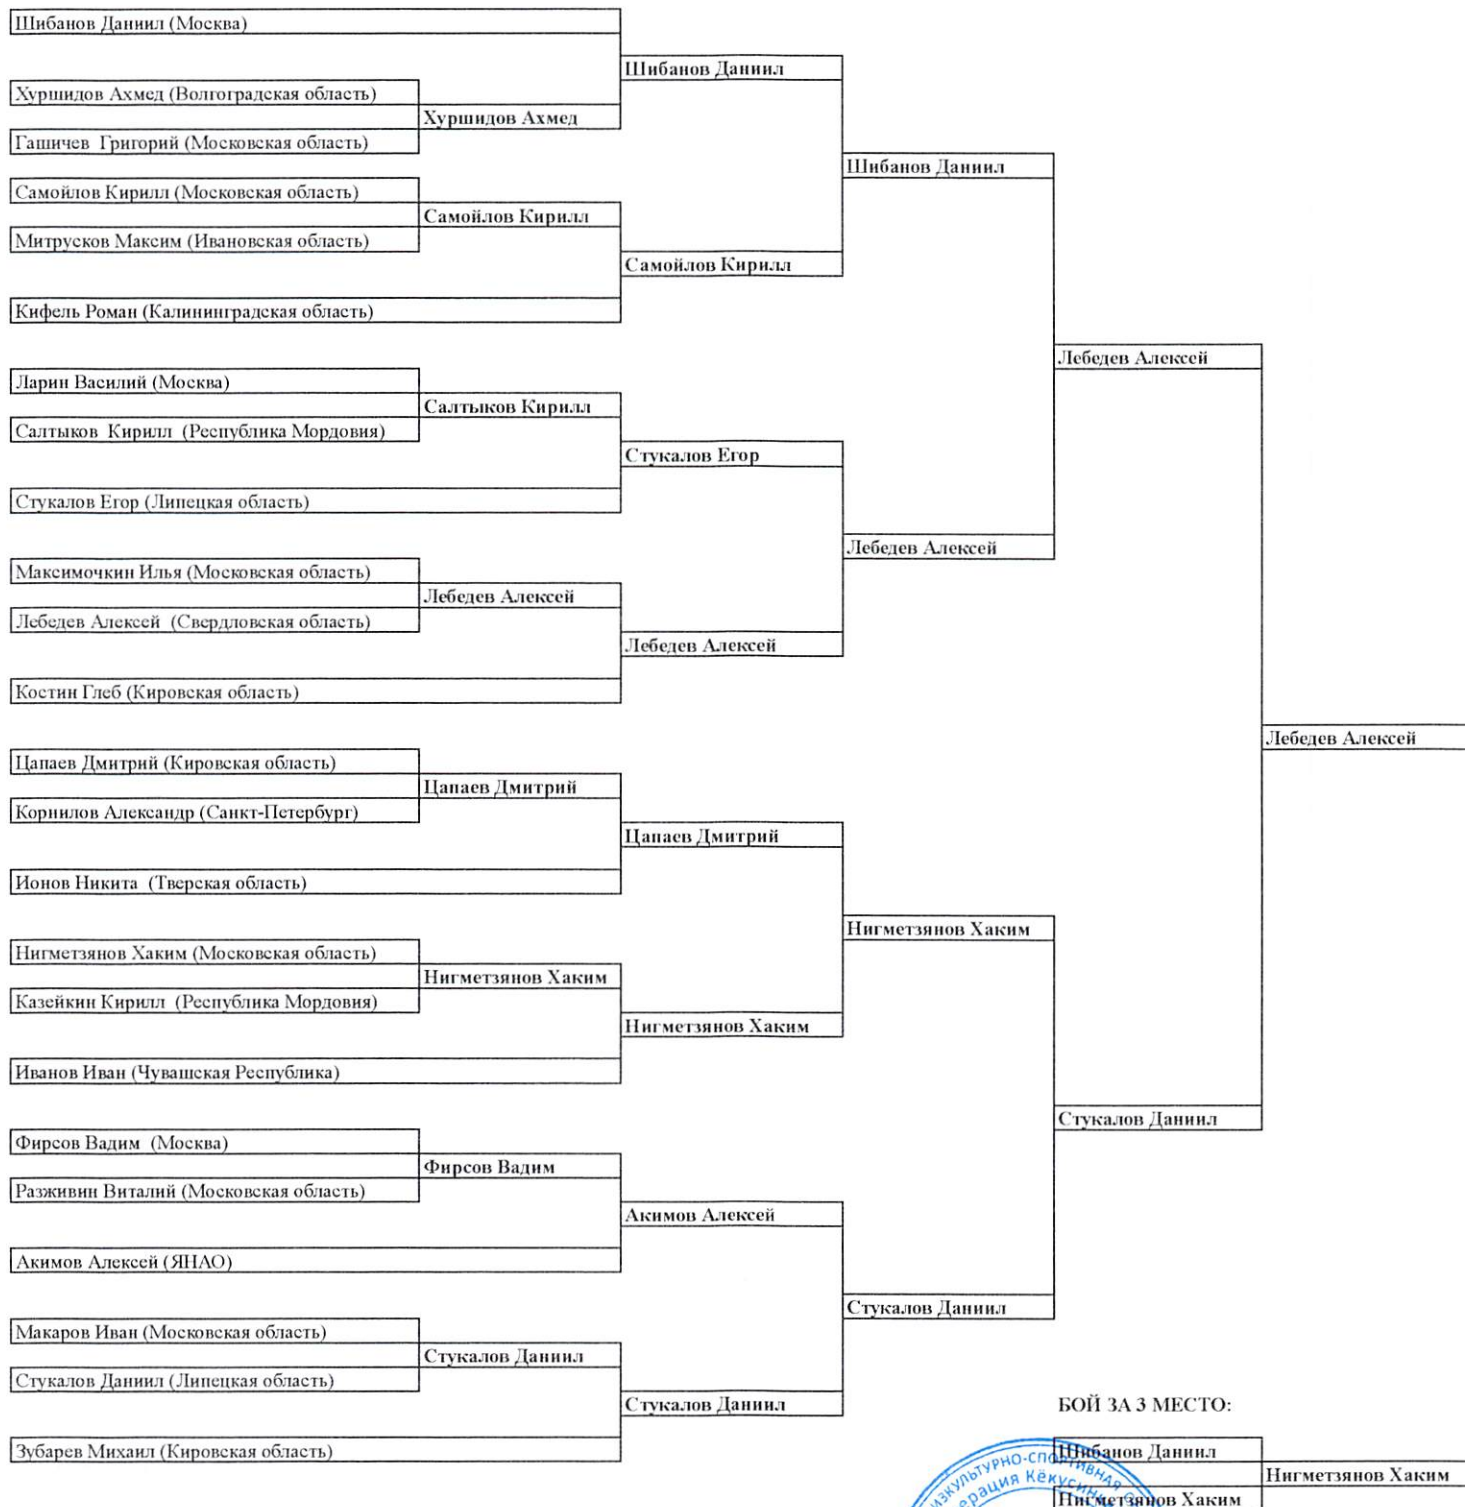 Шибанов Даниил (Москва)
Шибанов Даниил
Хуршидов Ахмед (Волгоградская область)
Хуршидов Ахмед
Гашичев  Григорий (Московская область)
Шибанов Даниил
Самойлов Кирилл (Московская область)
Самойлов Кирилл
Митрусков Максим (Ивановская область)
Самойлов Кирилл
Кифель Роман (Калининградская область)
Лебедев Алексей
Ларин Василий (Москва)
Салтыков Кирилл
Салтыков  Кирилл  (Республика Мордовия)
Стукалов Егор
Стукалов Егор (Липецкая область)
Лебедев Алексей
Максимочкин Илья (Московская область)
Лебедев Алексей
Лебедев Алексей  (Свердловская область)
Лебедев Алексей
Костин Глеб (Кировская область)
Лебедев Алексей
Цапаев Дмитрий (Кировская область)
Цапаев Дмитрий
Корнилов Александр (Санкт-Петербург)
Цапаев Дмитрий
Ионов Никита  (Тверская область)
Нигметзянов Хаким
Нигметзянов Хаким (Московская область)
Нигметзянов Хаким
Казейкин Кирилл  (Республика Мордовия)
Нигметзянов Хаким
Иванов Иван (Чувашская Республика)
Стукалов Даниил
Фирсов Вадим  (Москва)
Фирсов Вадим
Разживин Виталий (Московская область)
Акимов Алексей
Акимов Алексей (ЯНАО)
Стукалов Даниил
Макаров Иван (Московская область)
Стукалов Даниил
Стукалов Даниил (Липецкая область)
Стукалов Даниил
БОЙ ЗА 3 МЕСТО:
Зубарев Михаил (Кировская область)
Шибанов Даниил
Нигметзянов Хаким
Нигметзянов Хаким